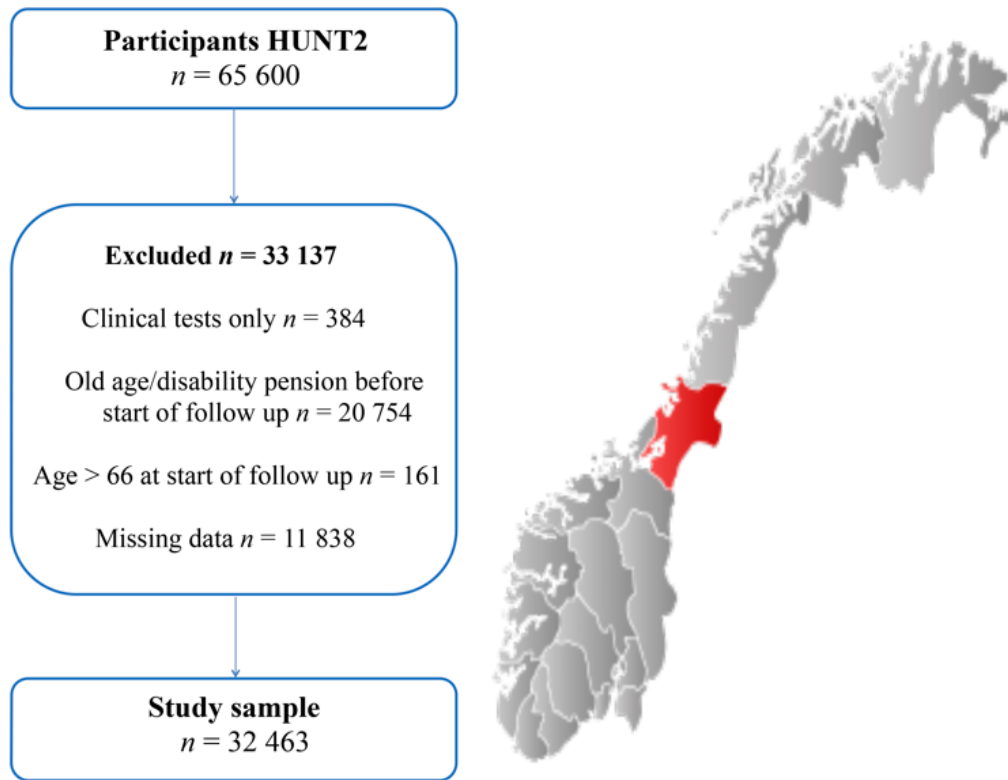 Participants HUNT2
n = 65 600
Excluded n = 33 137
Clinical tests only n = 384
Old age/disability pension before
start of follow up n = 20 754
Age > 66 at start of follow up n = 161
Missing data n = 11 838
Study sample
n = 32 463